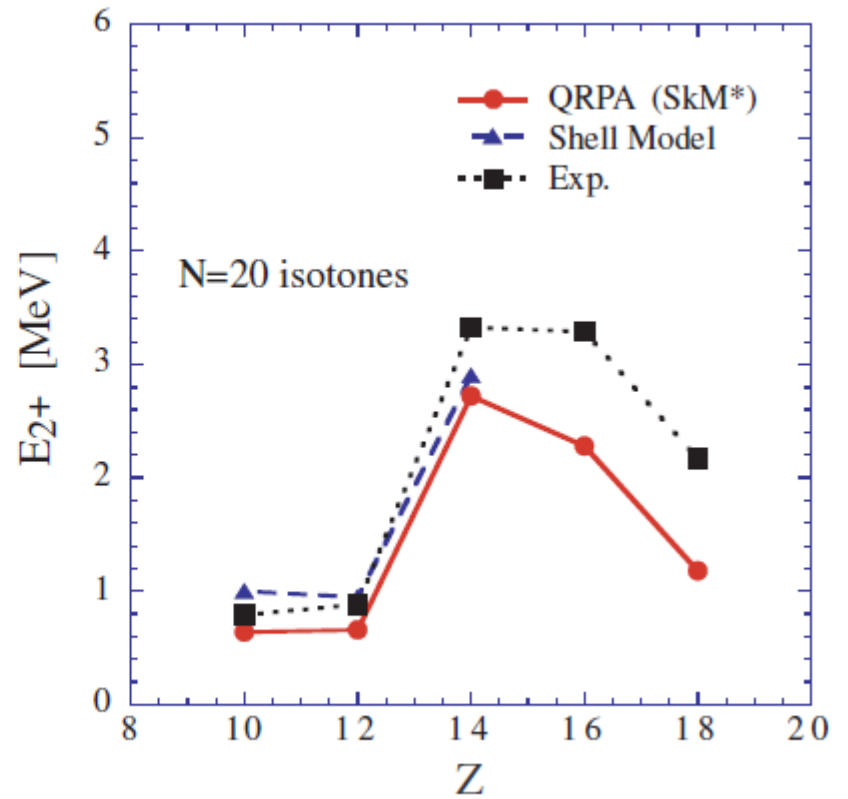 6
5
4
3
2
1
0
E2+ [MeV]
QRPA (SkM*)
Shell Model
Exp.
N=20 isotones
8 10 12 14 16 18 20
Z